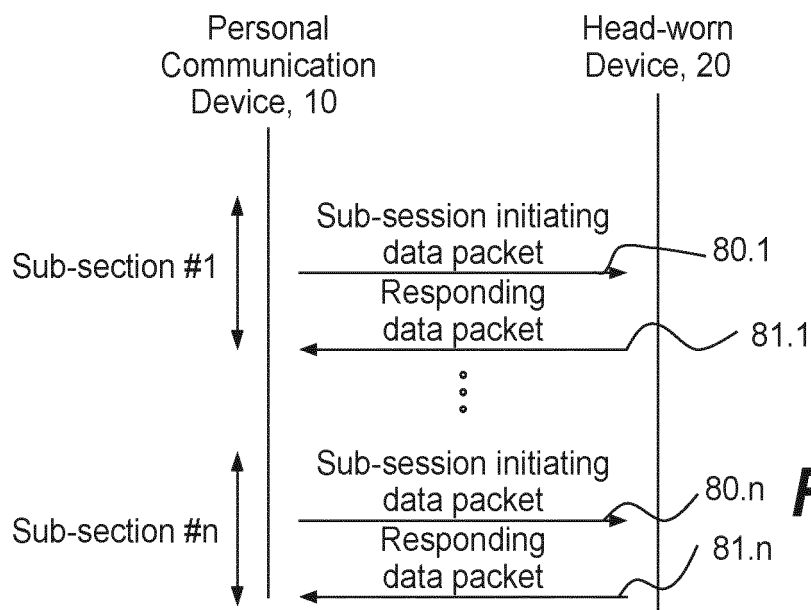 Personal
Communication
Device, 10
Head-worn
Device, 20
Sub-section #1
Sub-session initiating
data packet
80.1
Responding
data packet
81.1
Sub-session initiating
data packet
80.n
Sub-section #n
Responding
data packet
81.n